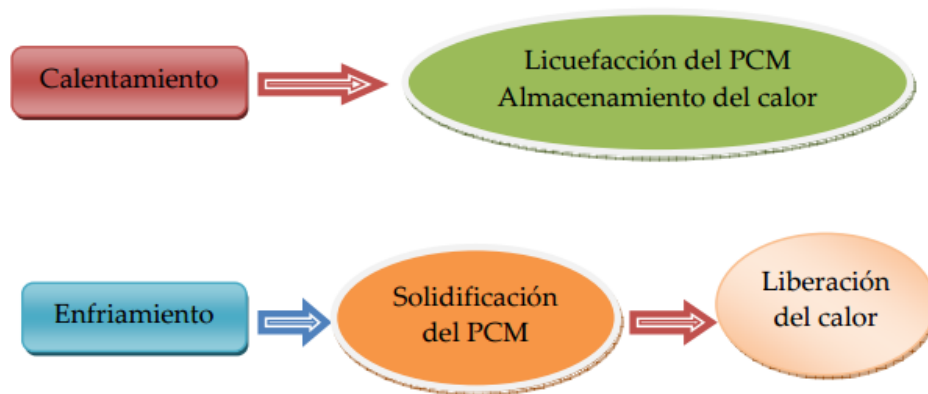 Calentamiento
Licuefacción del PCM
Almacenamiento del calor
Enfriamiento
Solidificación
del PCM
Liberación
del calor